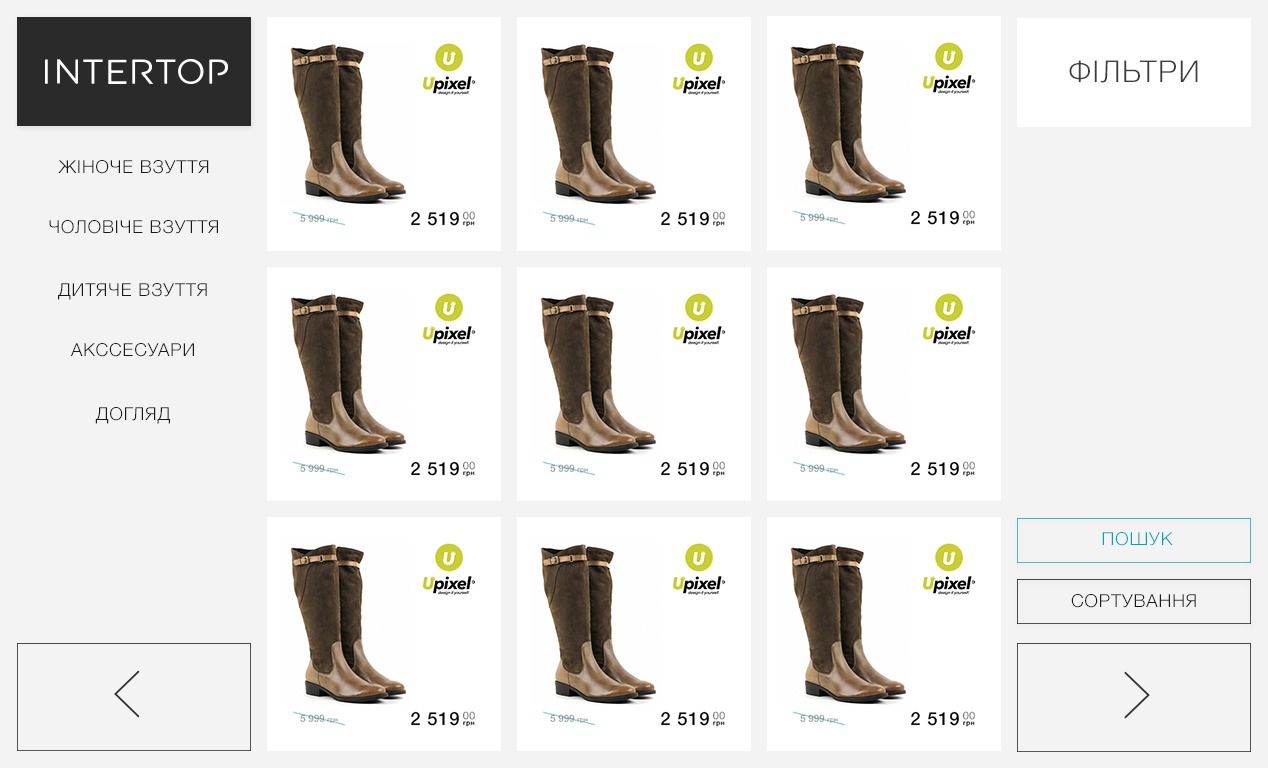 INTERTOP
ЖІНОЧЕ ВЗУТТЯ
ЧОЛОВІЧЕ ВЗУТТЯ
ДИТЯЧЕ ВЗУТТЯ
АКССЕСУАРИ
ДОГЛЯД
U
Upixel®
design it yourself.
5 999 грн
2 519 00 грн
U
Upixel®
design it yourself.
5 999 грн
2 519 00 грн
U
Upixel®
design it yourself.
5 999 грн
2 519 00 грн
U
Upixel®
design it yourself.
5 999 грн
2 519 00 грн
U
Upixel®
design it yourself.
5 999 грн
2 519 00 грн
U
Upixel®
design it yourself.
5 999 грн
2 519 00 грн
U
Upixel®
design it yourself.
5 999 грн
2 519 00 грн
U
Upixel®
design it yourself.
5 999 грн
2 519 00 грн
U
Upixel®
design it yourself.
5 999 грн
2 519 00 грн
ФІЛЬТРИ
ПОШУК
СОРТУВАННЯ